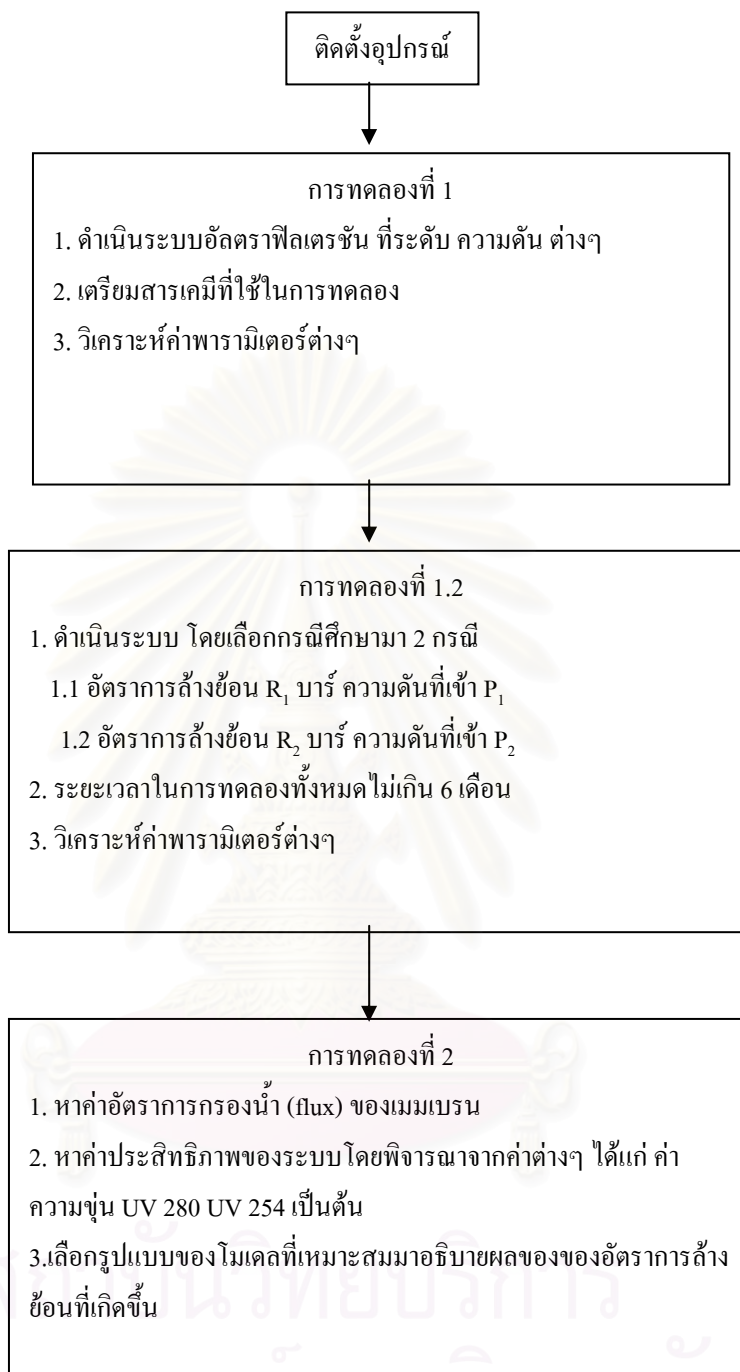 ติดตั้งอุปกรณ์
การทดลองที่ 1
1. ดำเนินระบบอัลตราฟิลเตรชัน ที่ระดับ ความดัน ต่างๆ
2. เตรียมสารเคมีที่ใช้ในการทดลอง
3. วิเคราะห์ค่าพารามิเตอร์ต่างๆ
การทดลองที่ 1.2
1. ดำเนินระบบ โดยเลือกกรณีศึกษามา 2 กรณี
1.1 อัตราการล้างย้อน R₁ บาร์ ความดันที่เข้า P₁
1.2 อัตราการล้างย้อน R₂ บาร์ ความดันที่เข้า P₂
2. ระยะเวลาในการทดลองทั้งหมดไม่เกิน 6 เดือน
3. วิเคราะห์ค่าพารามิเตอร์ต่างๆ
การทดลองที่ 2
1. หาค่าอัตราการกรองน้ำ (flux) ของเมมเบรน
2. หาค่าประสิทธิภาพของระบบโดยพิจารณาจากค่าต่างๆ ได้แก่ ค่า
ความขุ่น UV 280 UV 254 เป็นต้น
3.เลือกรูปแบบของโมเดลที่เหมาะสมมาอธิบายผลของของอัตราการล้าง
ย้อนที่เกิดขึ้น
สถาบันวิทยบริการ